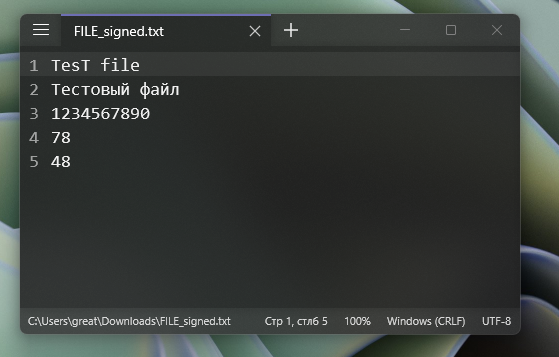 FILE_signed.txt
1 TesT file
2 Тестовый файл
3 1234567890
4 78
5 48
C:\Users\great\Downloads\FILE_signed.txt Стр 1, стлб 5 100% Windows (CRLF) UTF-8